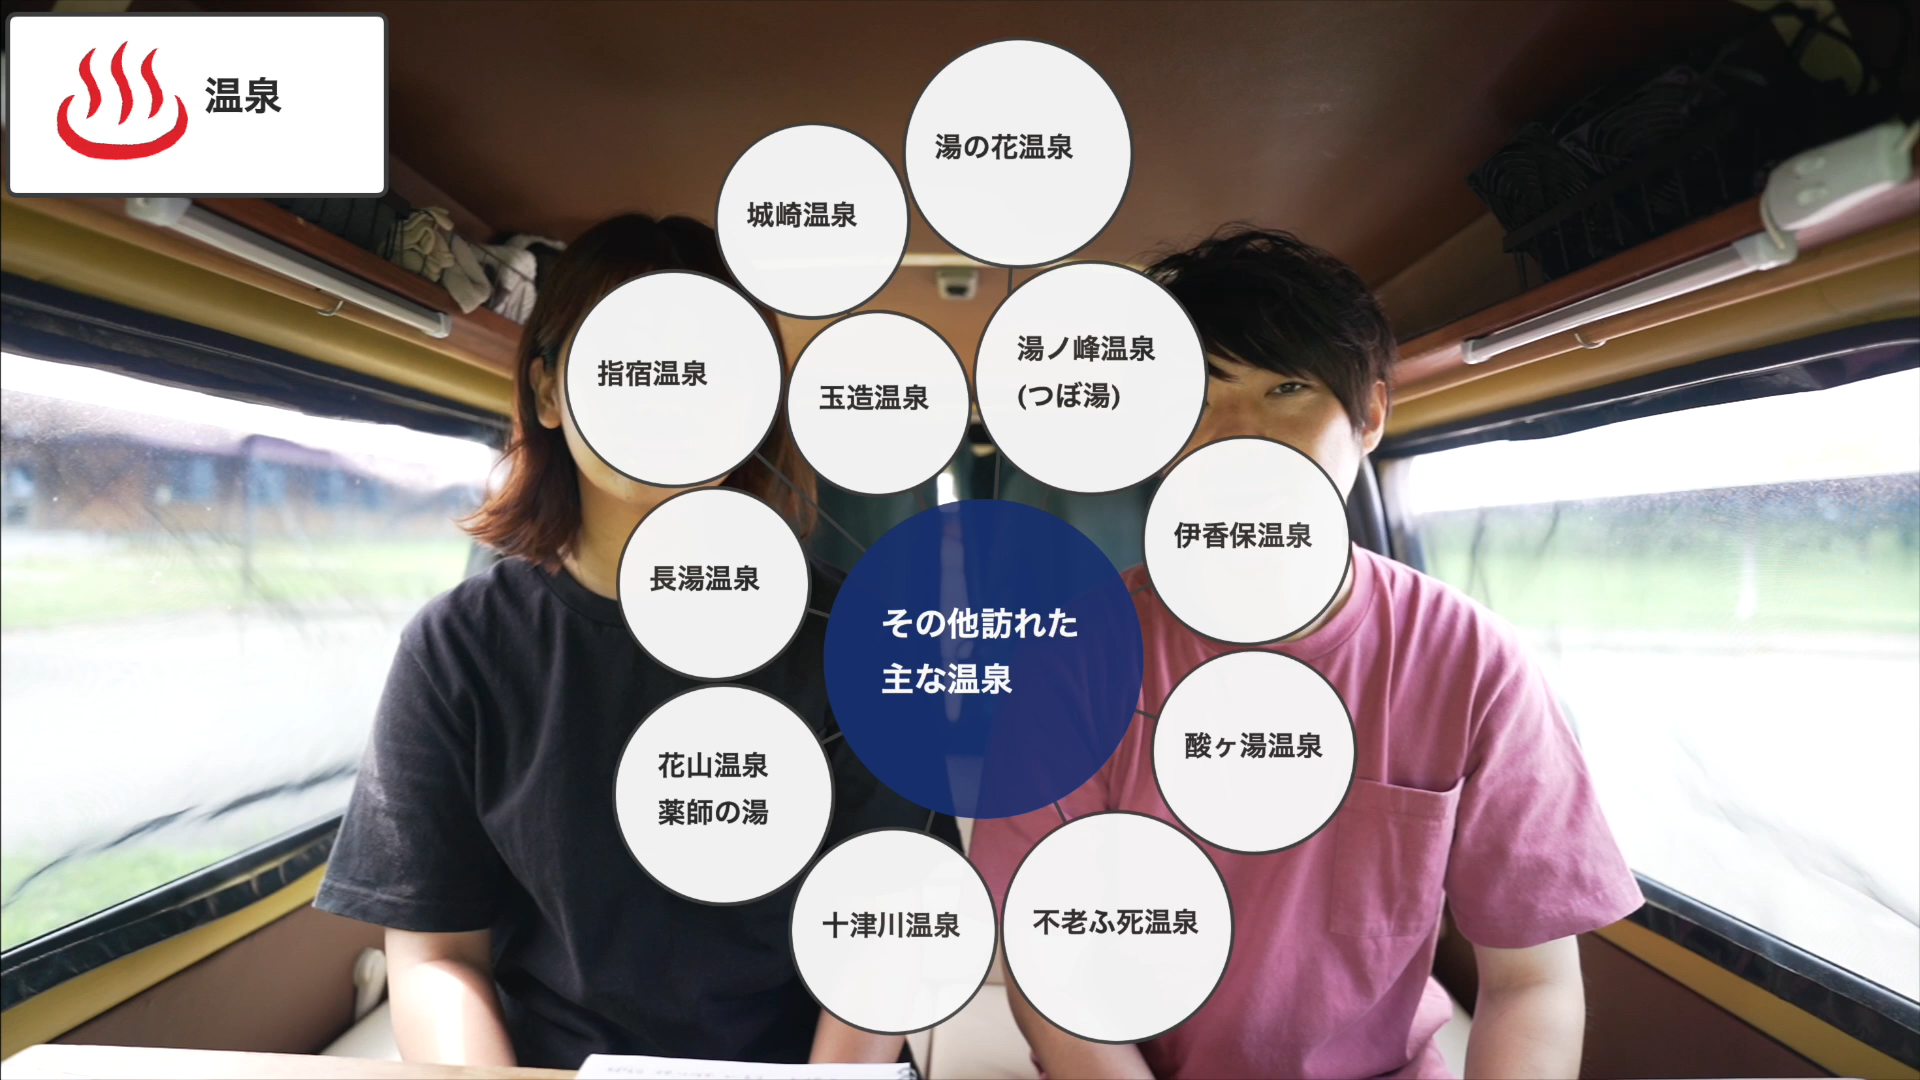 温泉
湯の花温泉
城崎温泉
湯ノ峰温泉
(つぼ湯)
指宿温泉
玉造温泉
伊香保温泉
長湯温泉
その他訪れた
主な温泉
酸ヶ湯温泉
花山温泉
薬師の湯
十津川温泉
不老ふ死温泉